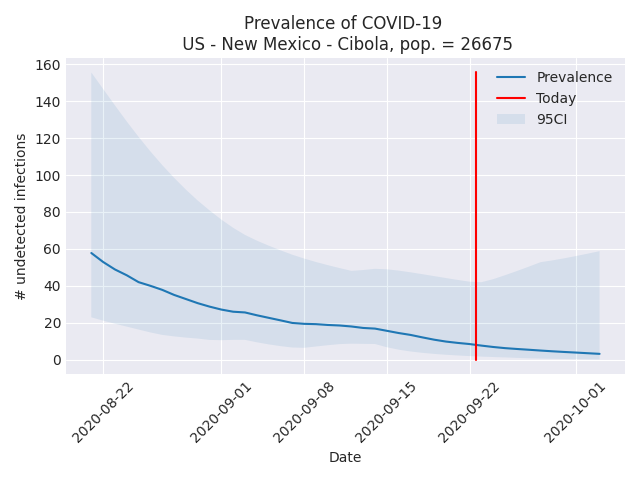 Prevalence of COVID-19
US - New Mexico - Cibola, pop. = 26675
160
140
120
100
80
60
40
20
0
# undetected infections
Prevalence
Today
95CI
2020-08-22
2020-09-01
2020-09-08
2020-09-15
2020-09-22
2020-10-01
Date